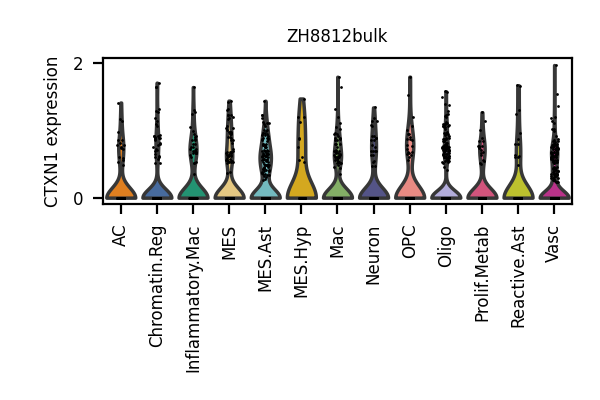 ZH8812bulk
CTXN1 expression
2
0
AC
Chromatin.Reg
Inflammatory.Mac
MES
MES.Ast
MES.Hyp
Mac
Neuron
OPC
Oligo
Prolif.Metab
Reactive.Ast
Vasc